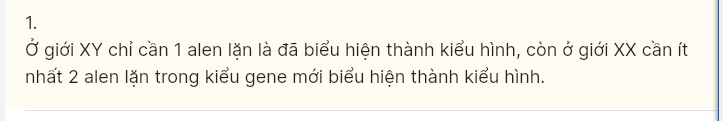 1.
Ở giới XY chỉ cần 1 alen lặn là đã biểu hiện thành kiểu hình, còn ở giới XX cần ít
nhất 2 alen lặn trong kiểu gene mới biểu hiện thành kiểu hình.